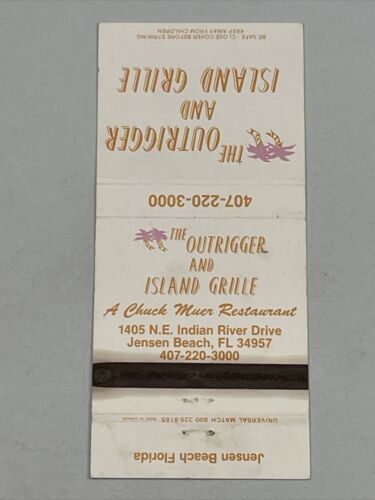 BE SAFE - CLOSE COVER BEFORE STRIKING
KEEP AWAY FROM CHILDREN
THE OUTRIGGER
AND
ISLAND GRILLE
407-220-3000
THE OUTRIGGER
AND
ISLAND GRILLE
A Chuck Muer Restaurant
1405 N.E. Indian River Drive
Jensen Beach, FL 34957
407-220-3000
UNIVERSAL MATCH 800 325-8165
Jensen Beach Florida